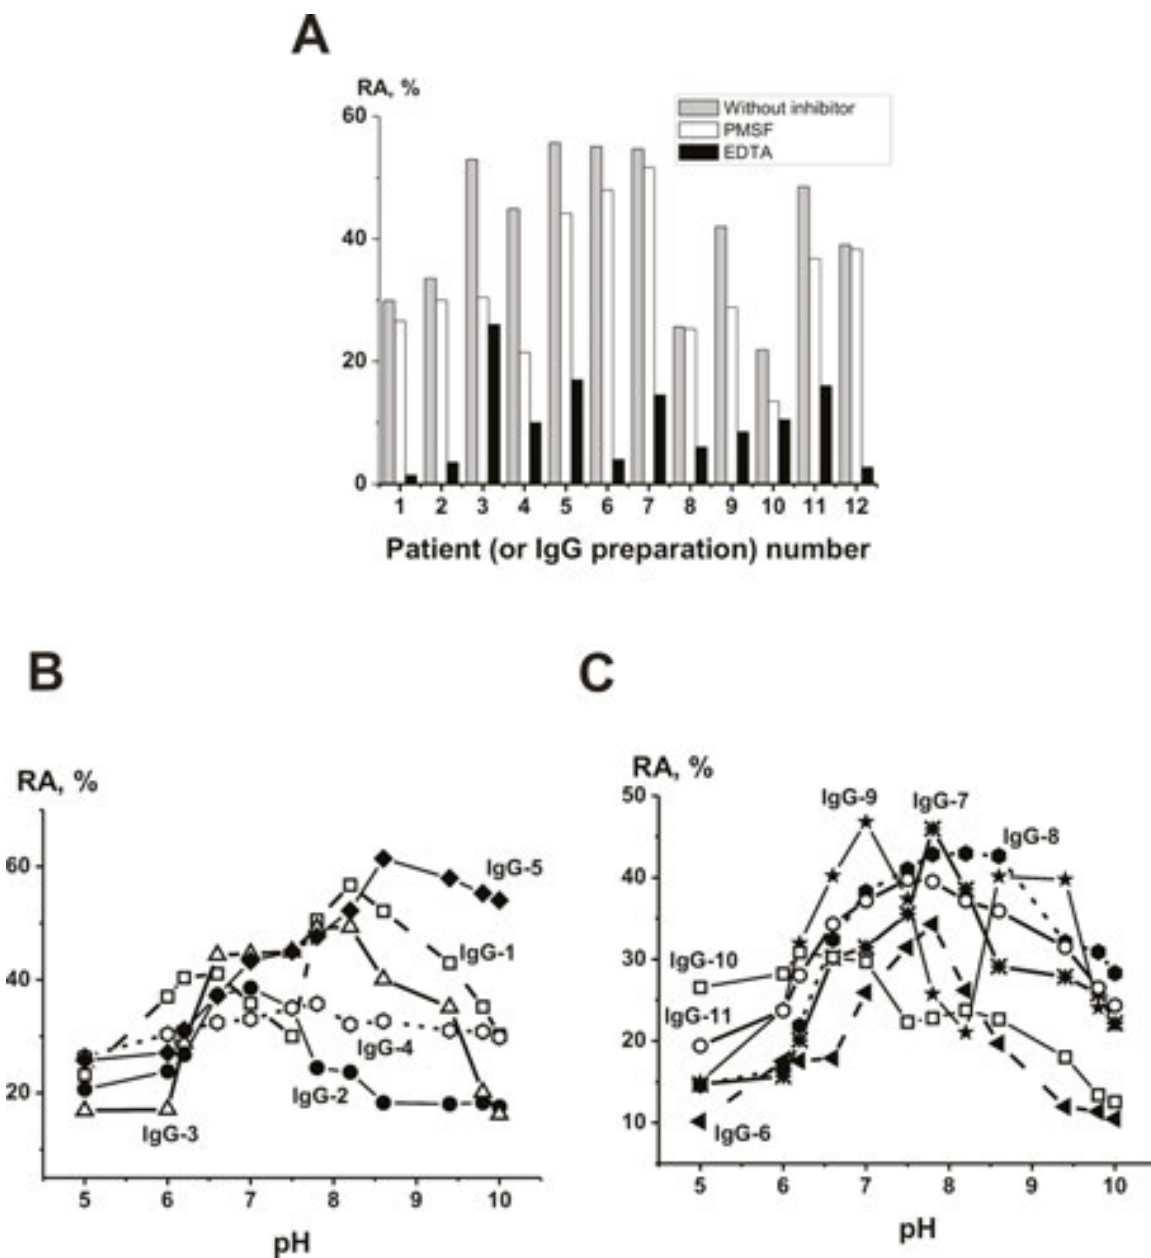 A
RA, %
Without inhibitor
PMSF
EDTA
60
40
20
0
1 2 3 4 5 6 7 8 9 10 11 12
Patient (or IgG preparation) number
B
RA, %
60
40
20
IgG-5
IgG-1
IgG-4
IgG-2
IgG-3
5 6 7 8 9 10
pH
C
RA, %
50
40
30
20
10
IgG-9
IgG-7
IgG-8
IgG-10
IgG-11
IgG-6
5 6 7 8 9 10
pH